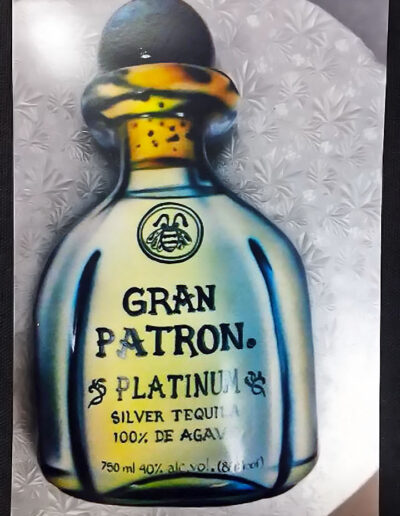 GRAN
PATRON.
PLATINUM
SILVER TEQUILA
100% DE AGAV
750 ml 40% alc. vol.